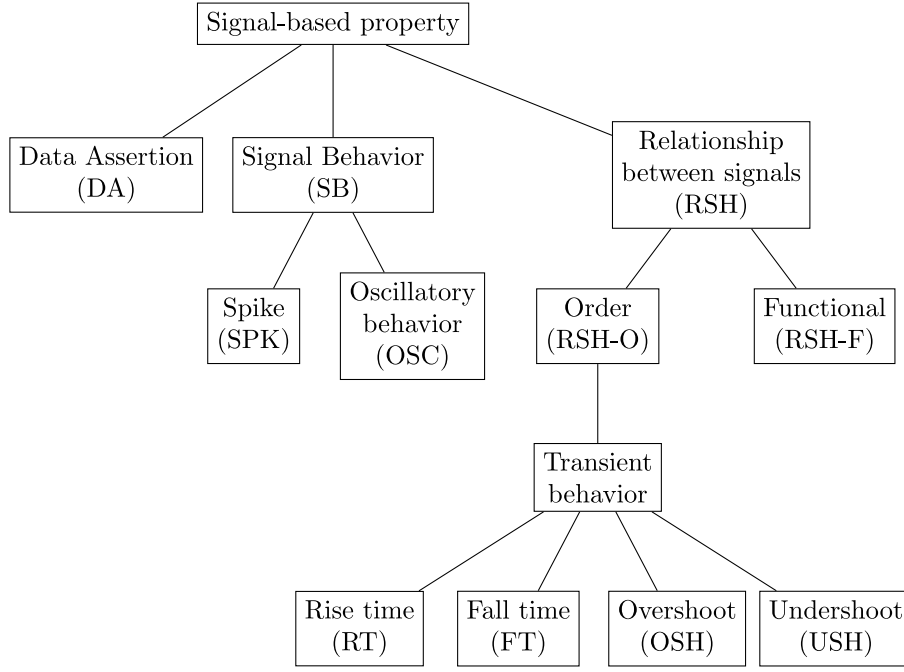 Signal-based property
Data Assertion
(DA)
Signal Behavior
(SB)
Relationship
between signals
(RSH)
Spike
(SPK)
Oscillatory
behavior
(OSC)
Order
(RSH-O)
Functional
(RSH-F)
Transient
behavior
Rise time
(RT)
Fall time
(FT)
Overshoot
(OSH)
Undershoot
(USH)